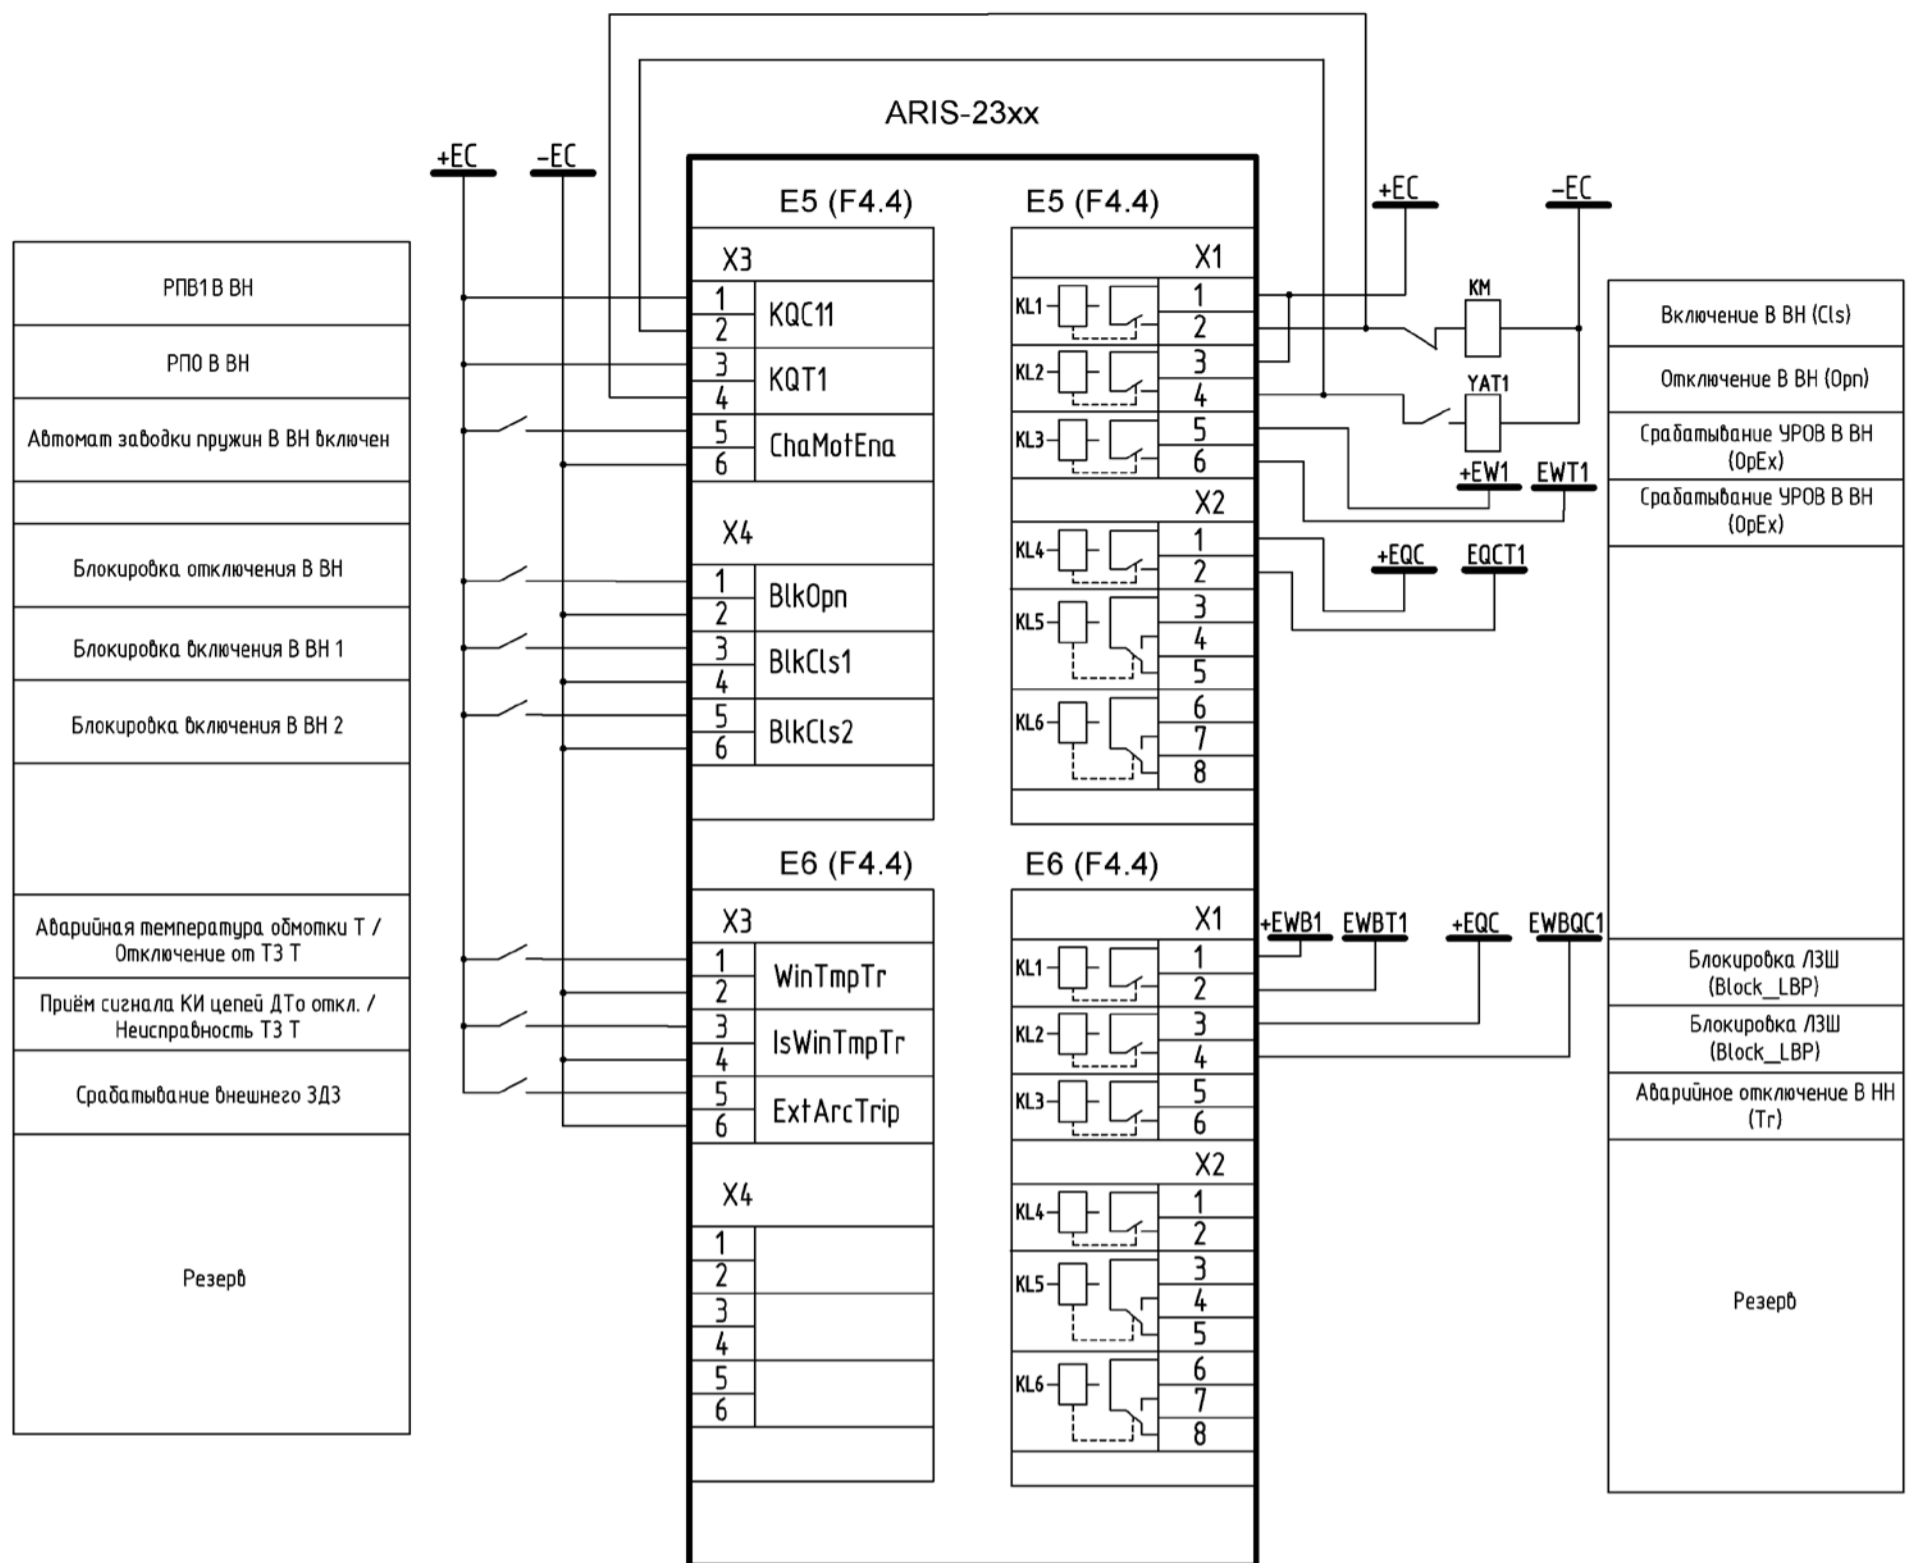 ARIS-23xx
+EC
-EC
РПВ1 В ВН
РПО В ВН
Автомат заводки пружин В ВН включен
Блокировка отключения В ВН
Блокировка включения В ВН 1
Блокировка включения В ВН 2
Аварийная температура обмотки Т /
Отключение от ТЗ Т
Приём сигнала КИ цепей ДТо откл. /
Неисправность ТЗ Т
Срабатывание внешнего ЗДЗ
Резерв
E5 (F4.4)
X3
1
KQC11
2
3
KQT1
4
5
ChaMotEna
6
X4
1
BlkOpn
2
3
BlkCls1
4
5
BlkCls2
6
E6 (F4.4)
X3
1
WinTmpTr
2
3
IsWinTmpTr
4
5
ExtArcTrip
6
X4
1
2
3
4
5
6
E5 (F4.4)
X1
KL1
1
2
KL2
3
4
KL3
5
6
X2
KL4
1
2
KL5
3
4
5
KL6
6
7
8
E6 (F4.4)
X1
KL1
1
2
KL2
3
4
KL3
5
6
X2
KL4
1
2
KL5
3
4
5
KL6
6
7
8
+EC
-EC
KM
YAT1
+EW1
EWT1
+EQC
EQCT1
+EWB1
EWBT1
+EQC
EWBQC1
Включение В ВН (Cls)
Отключение В ВН (Opn)
Срабатывание УРОВ В ВН
(OpEx)
Срабатывание УРОВ В ВН
(OpEx)
Блокировка ЛЗШ
(Block_LBP)
Блокировка ЛЗШ
(Block_LBP)
Аварийное отключение В НН
(Tr)
Резерв